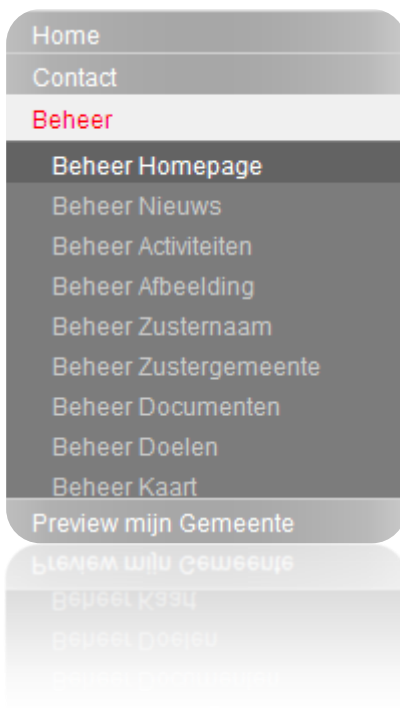 Home
Contact
Beheer
Beheer Homepage
Beheer Nieuws
Beheer Activiteiten
Beheer Afbeelding
Beheer Zusternaam
Beheer Zustergemeente
Beheer Documenten
Beheer Doelen
Beheer Kaart
Preview mijn Gemeente